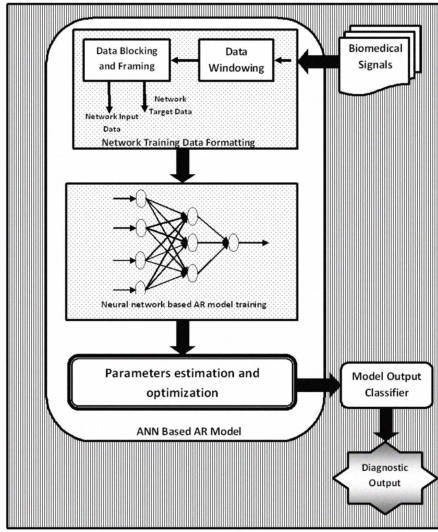 Data Blocking
and Framing
Data
Windowing
Biomedical
Signals
Network
Target Data
Network Input
Data
Network Training Data Formatting
Neural network based AR model training
Parameters estimation and
optimization
Model Output
Classifier
ANN Based AR Model
Diagnostic
Output